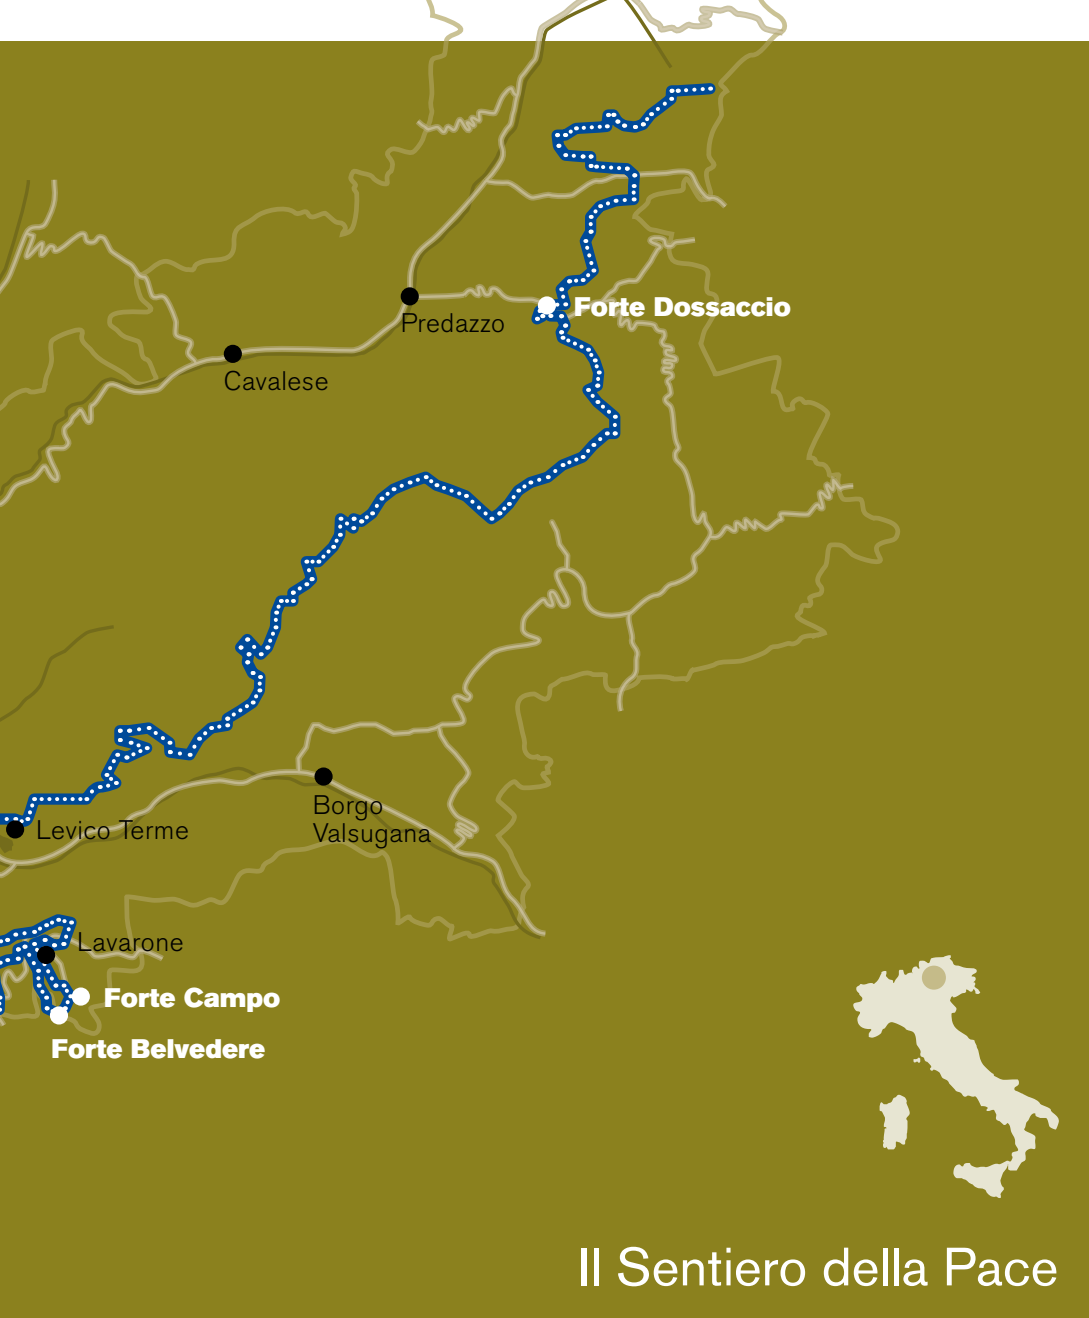 Forte Dossaccio
Predazzo
Cavalese
Borgo
Valsugana
Levico Terme
Lavarone
Forte Campo
Forte Belvedere
Il Sentiero della Pace